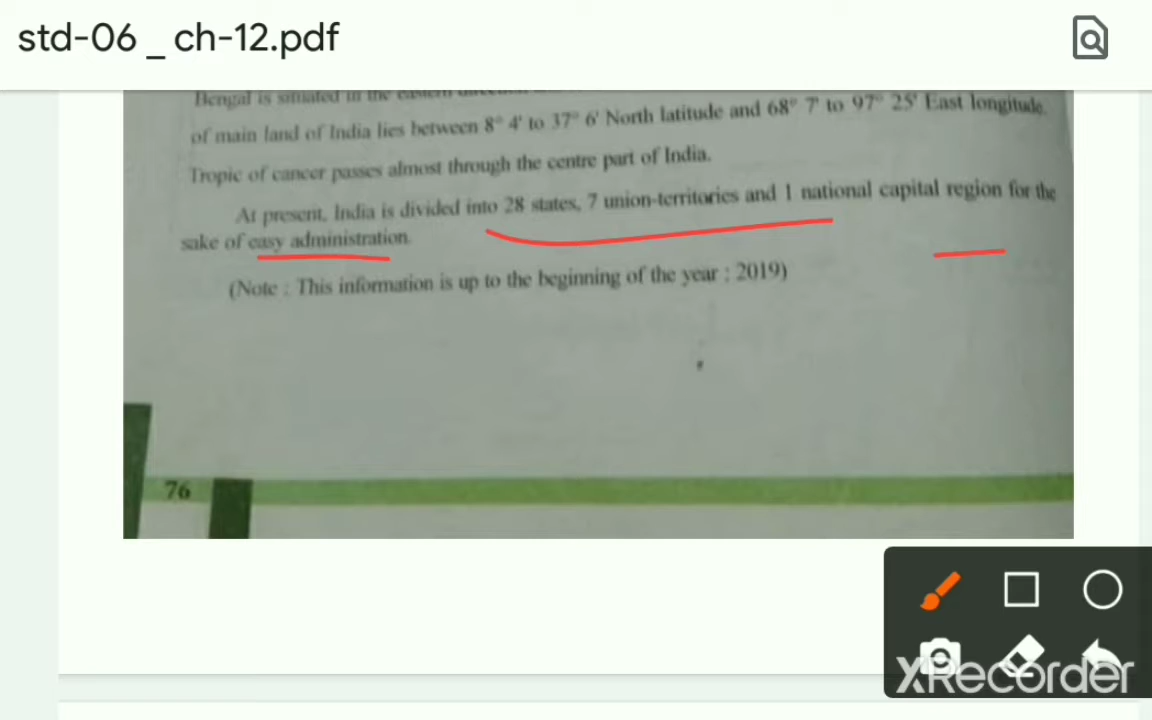 std-06 _ ch-12.pdf
Bengal is situated in the eastern
of main land of India lies between 8° 4' to 37° 6' North latitude and 68° 7' to 97° 25' East longitude.
Tropic of cancer passes almost through the centre part of India.
At present, India is divided into 28 states, 7 union-territories and 1 national capital region for the
sake of easy administration.
(Note : This information is up to the beginning of the year : 2019)
76
XRecorder